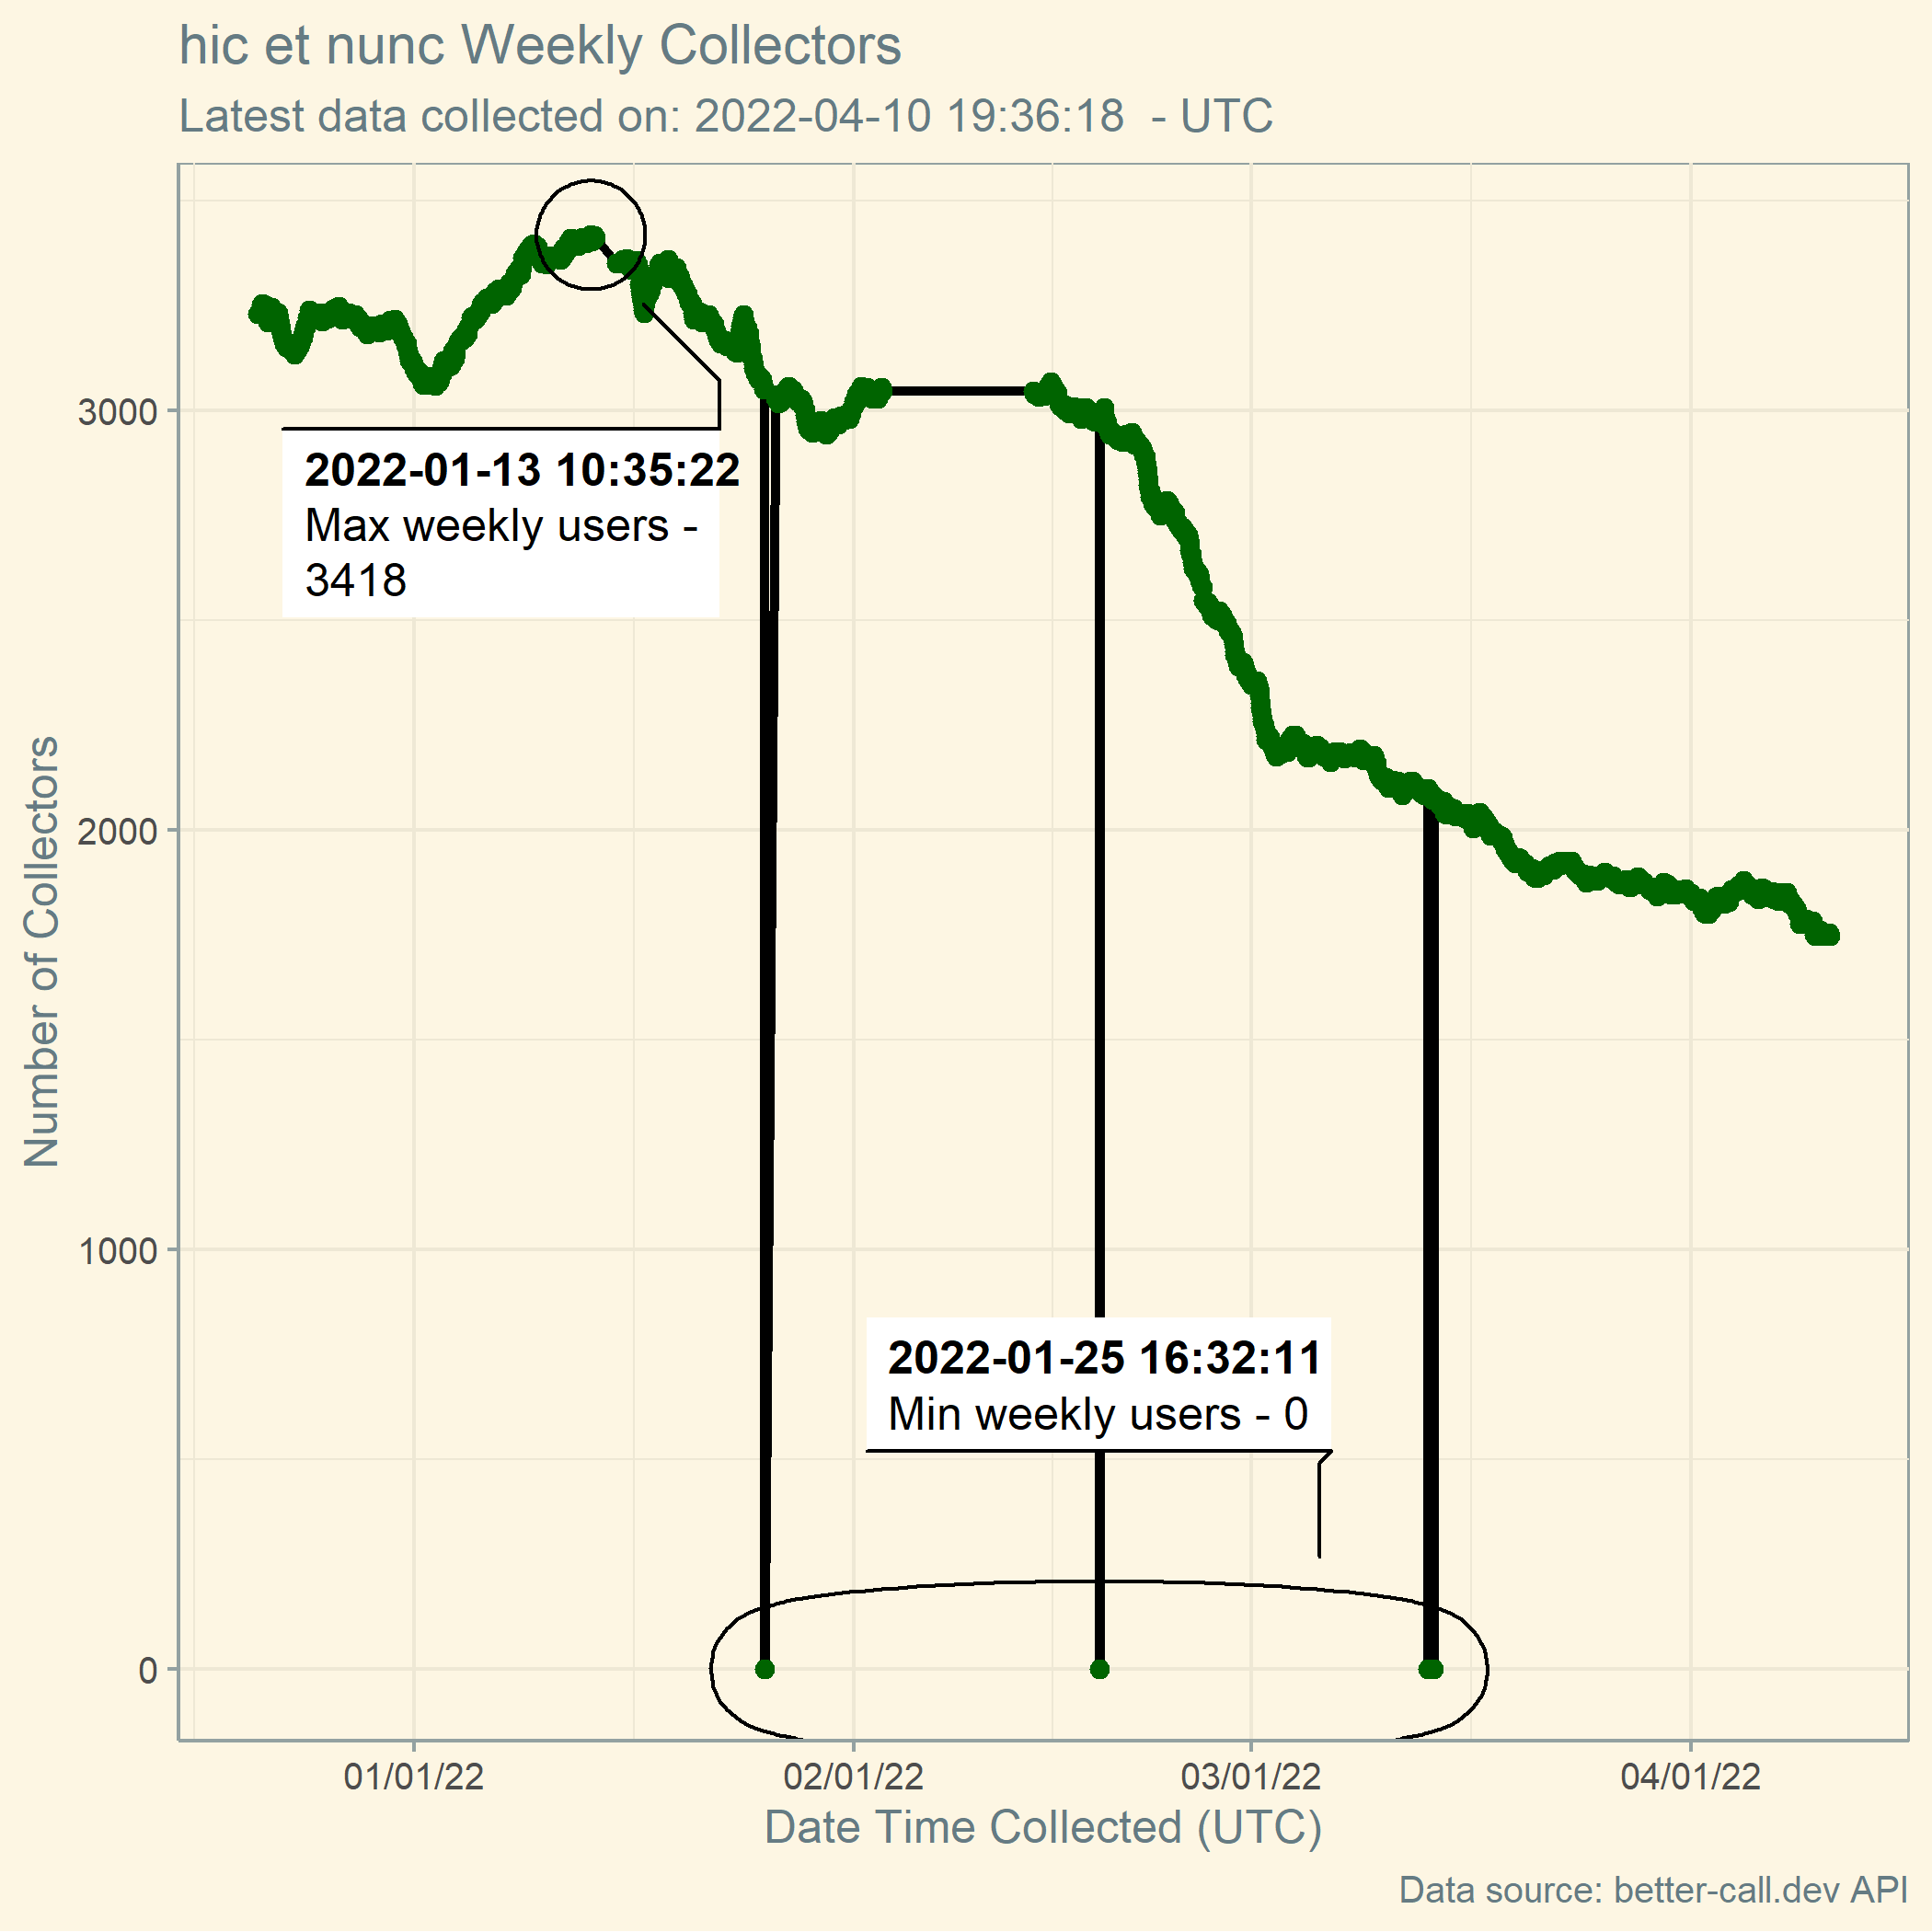 hic et nunc Weekly Collectors
Latest data collected on: 2022-04-10 19:36:18  - UTC
Number of Collectors
3000
2000
1000
0
2022-01-13 10:35:22
Max weekly users -
3418
2022-01-25 16:32:11
Min weekly users - 0
01/01/22
02/01/22
03/01/22
04/01/22
Date Time Collected (UTC)
Data source: better-call.dev API